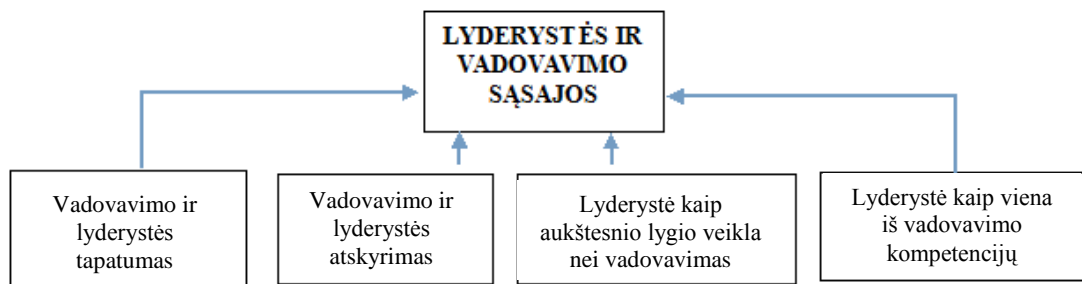 LYDERYSTĖS IR
VADOVAVIMO
SĄSAJOS
Vadovavimo ir
lyderystės
tapatumas
Vadovavimo ir
lyderystės
atskyrimas
Lyderystė kaip
aukštesnio lygio veikla
nei vadovavimas
Lyderystė kaip viena
iš vadovavimo
kompetencijų